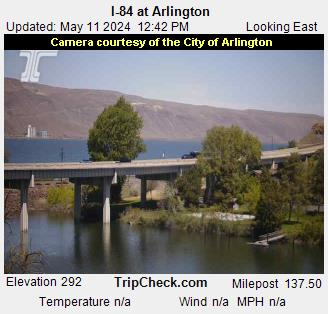 I-84 at Arlington
Updated: May 11 2024 12:42 PM Looking East
Camera courtesy of the City of Arlington
Elevation 292 TripCheck.com Milepost 137.50
Temperature n/a Wind n/a MPH n/a